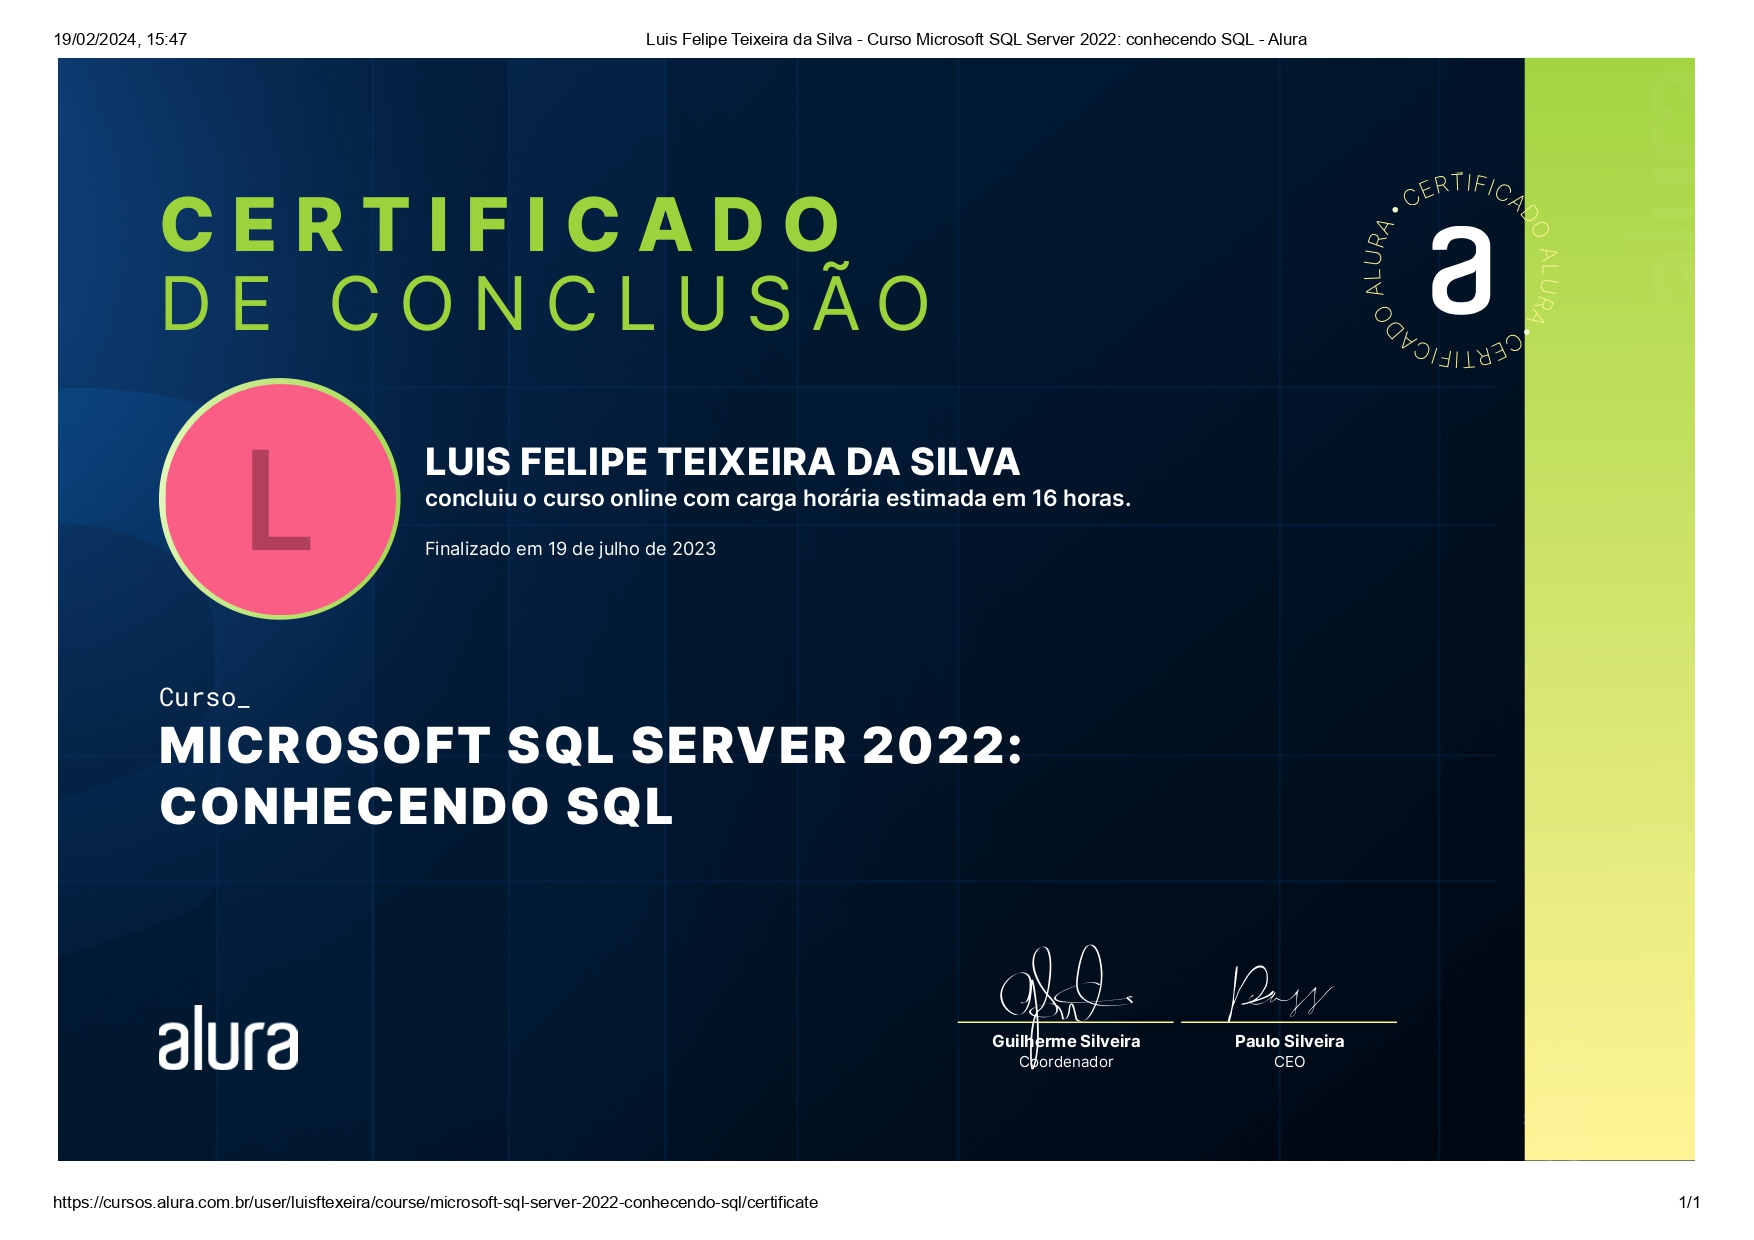 19/02/2024, 15:47
Luis Felipe Teixeira da Silva - Curso Microsoft SQL Server 2022: conhecendo SQL - Alura
CERTIFICADO
DE CONCLUSÃO
CERTIFICADO ALURA • CERTIFICADO ALURA •
a
L
LUIS FELIPE TEIXEIRA DA SILVA
concluiu o curso online com carga horária estimada em 16 horas.
Finalizado em 19 de julho de 2023
Curso_
MICROSOFT SQL SERVER 2022:
CONHECENDO SQL
alura
Guilherme Silveira
Coordenador
Paulo Silveira
CEO
https://cursos.alura.com.br/user/luisftexeira/course/microsoft-sql-server-2022-conhecendo-sql/certificate
1/1